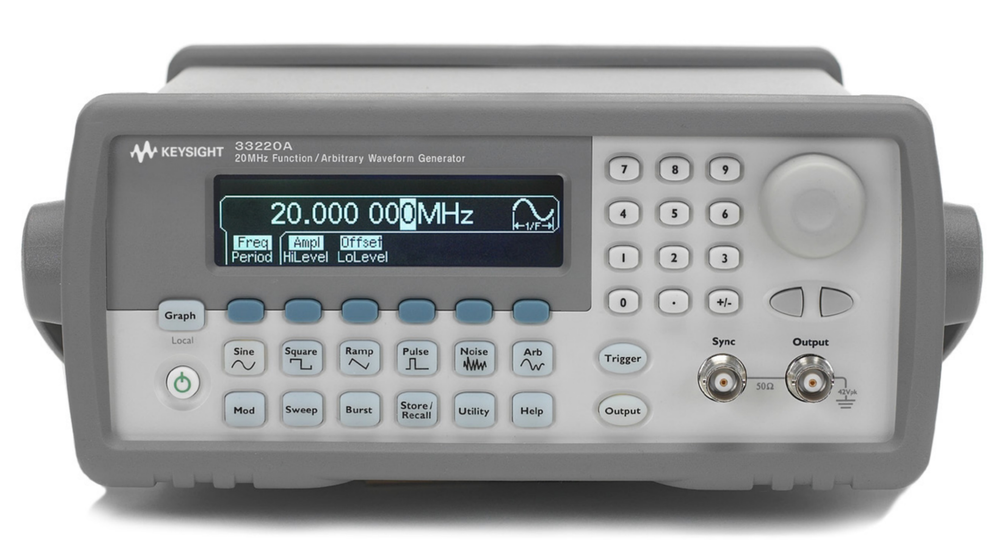 KEYSIGHT 33220A
20MHz Function / Arbitrary Waveform Generator
20.000 000MHz
1/F
Freq Ampl Offset
Period HiLevel LoLevel
7 8 9
4 5 6
1 2 3
0 . +/-
Graph
Local
Sine Square Ramp Pulse Noise Arb
Mod Sweep Burst Store/
Recall Utility Help
Trigger
Output
Sync Output
50Ω
42Vpk